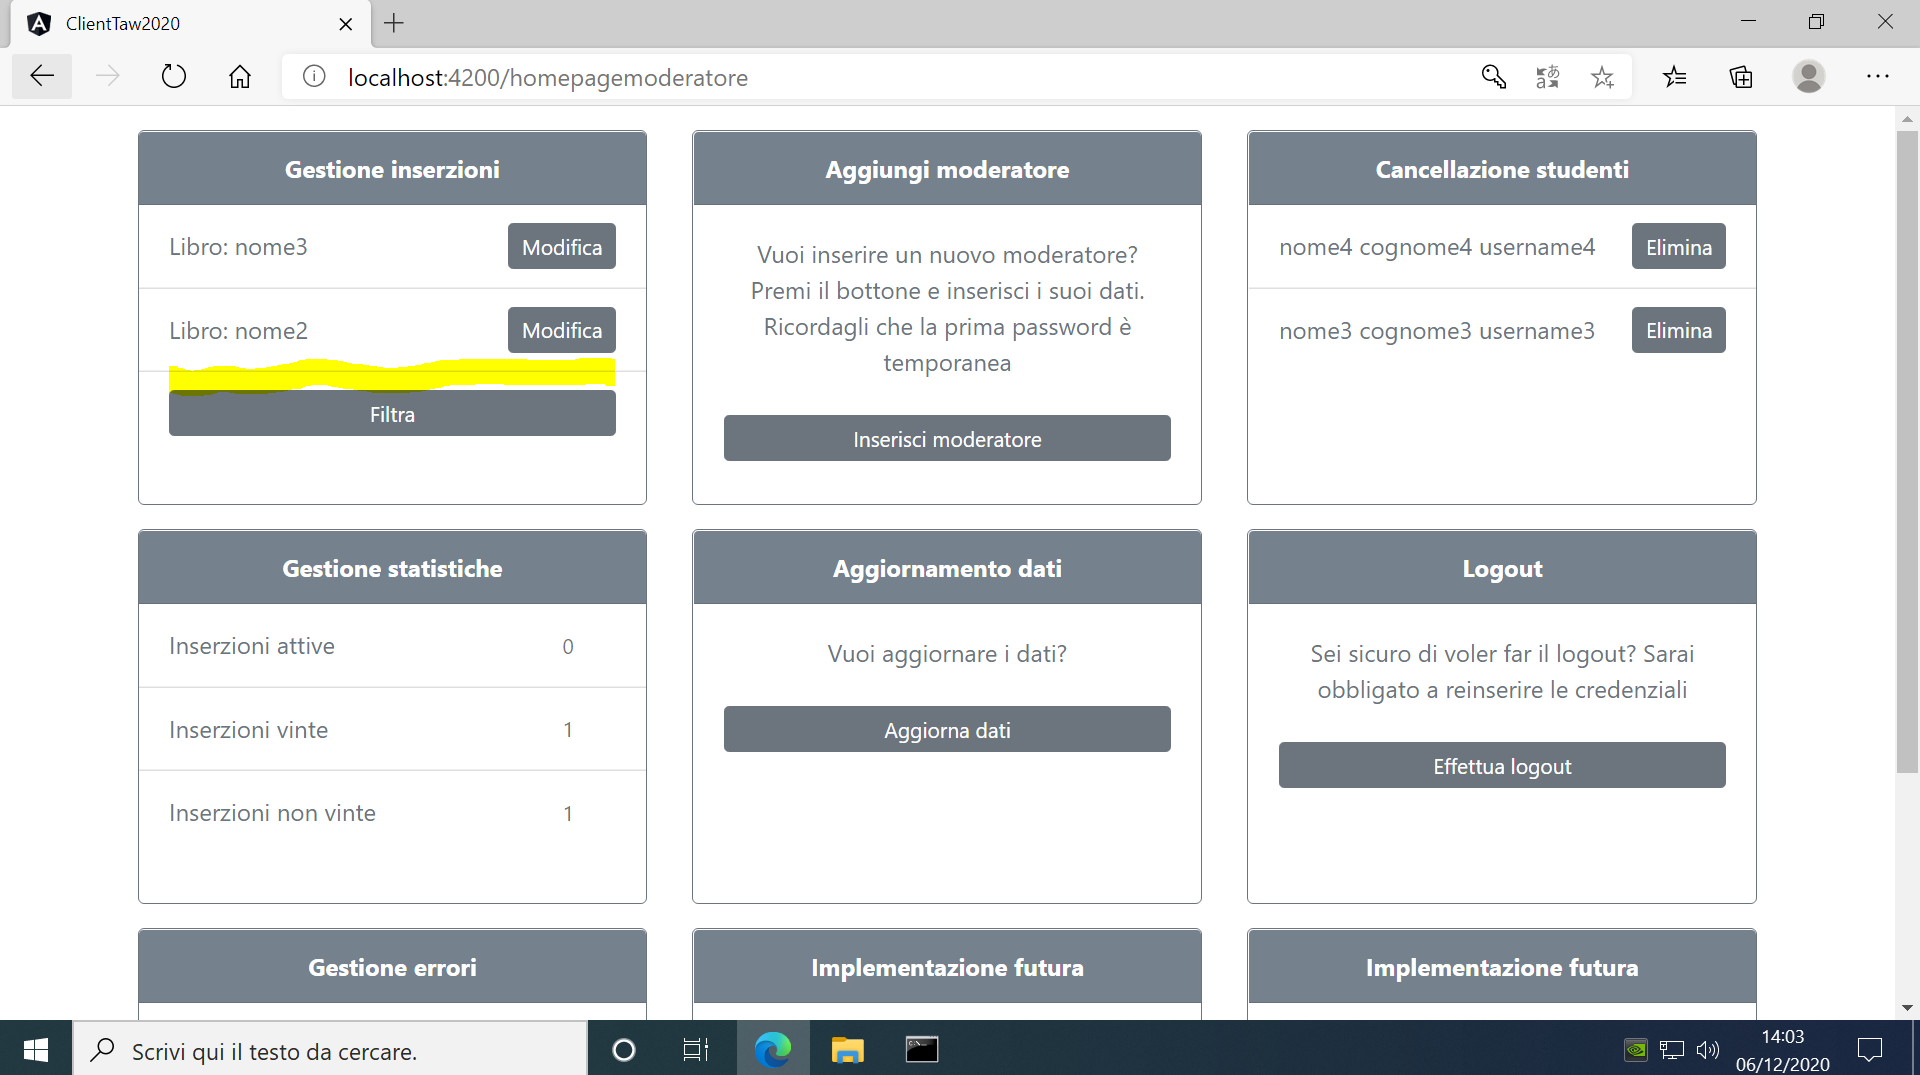 ClientTaw2020
localhost:4200/homepagemoderatore
Gestione inserzioni
Libro: nome3
Modifica
Libro: nome2
Modifica
Filtra
Aggiungi moderatore
Vuoi inserire un nuovo moderatore?
Premi il bottone e inserisci i suoi dati.
Ricordagli che la prima password è
temporanea
Inserisci moderatore
Cancellazione studenti
nome4 cognome4 username4
Elimina
nome3 cognome3 username3
Elimina
Gestione statistiche
Inserzioni attive 0
Inserzioni vinte 1
Inserzioni non vinte 1
Aggiornamento dati
Vuoi aggiornare i dati?
Aggiorna dati
Logout
Sei sicuro di voler far il logout? Sarai
obbligato a reinserire le credenziali
Effettua logout
Gestione errori
Implementazione futura
Implementazione futura
Scrivi qui il testo da cercare.
14:03
06/12/2020